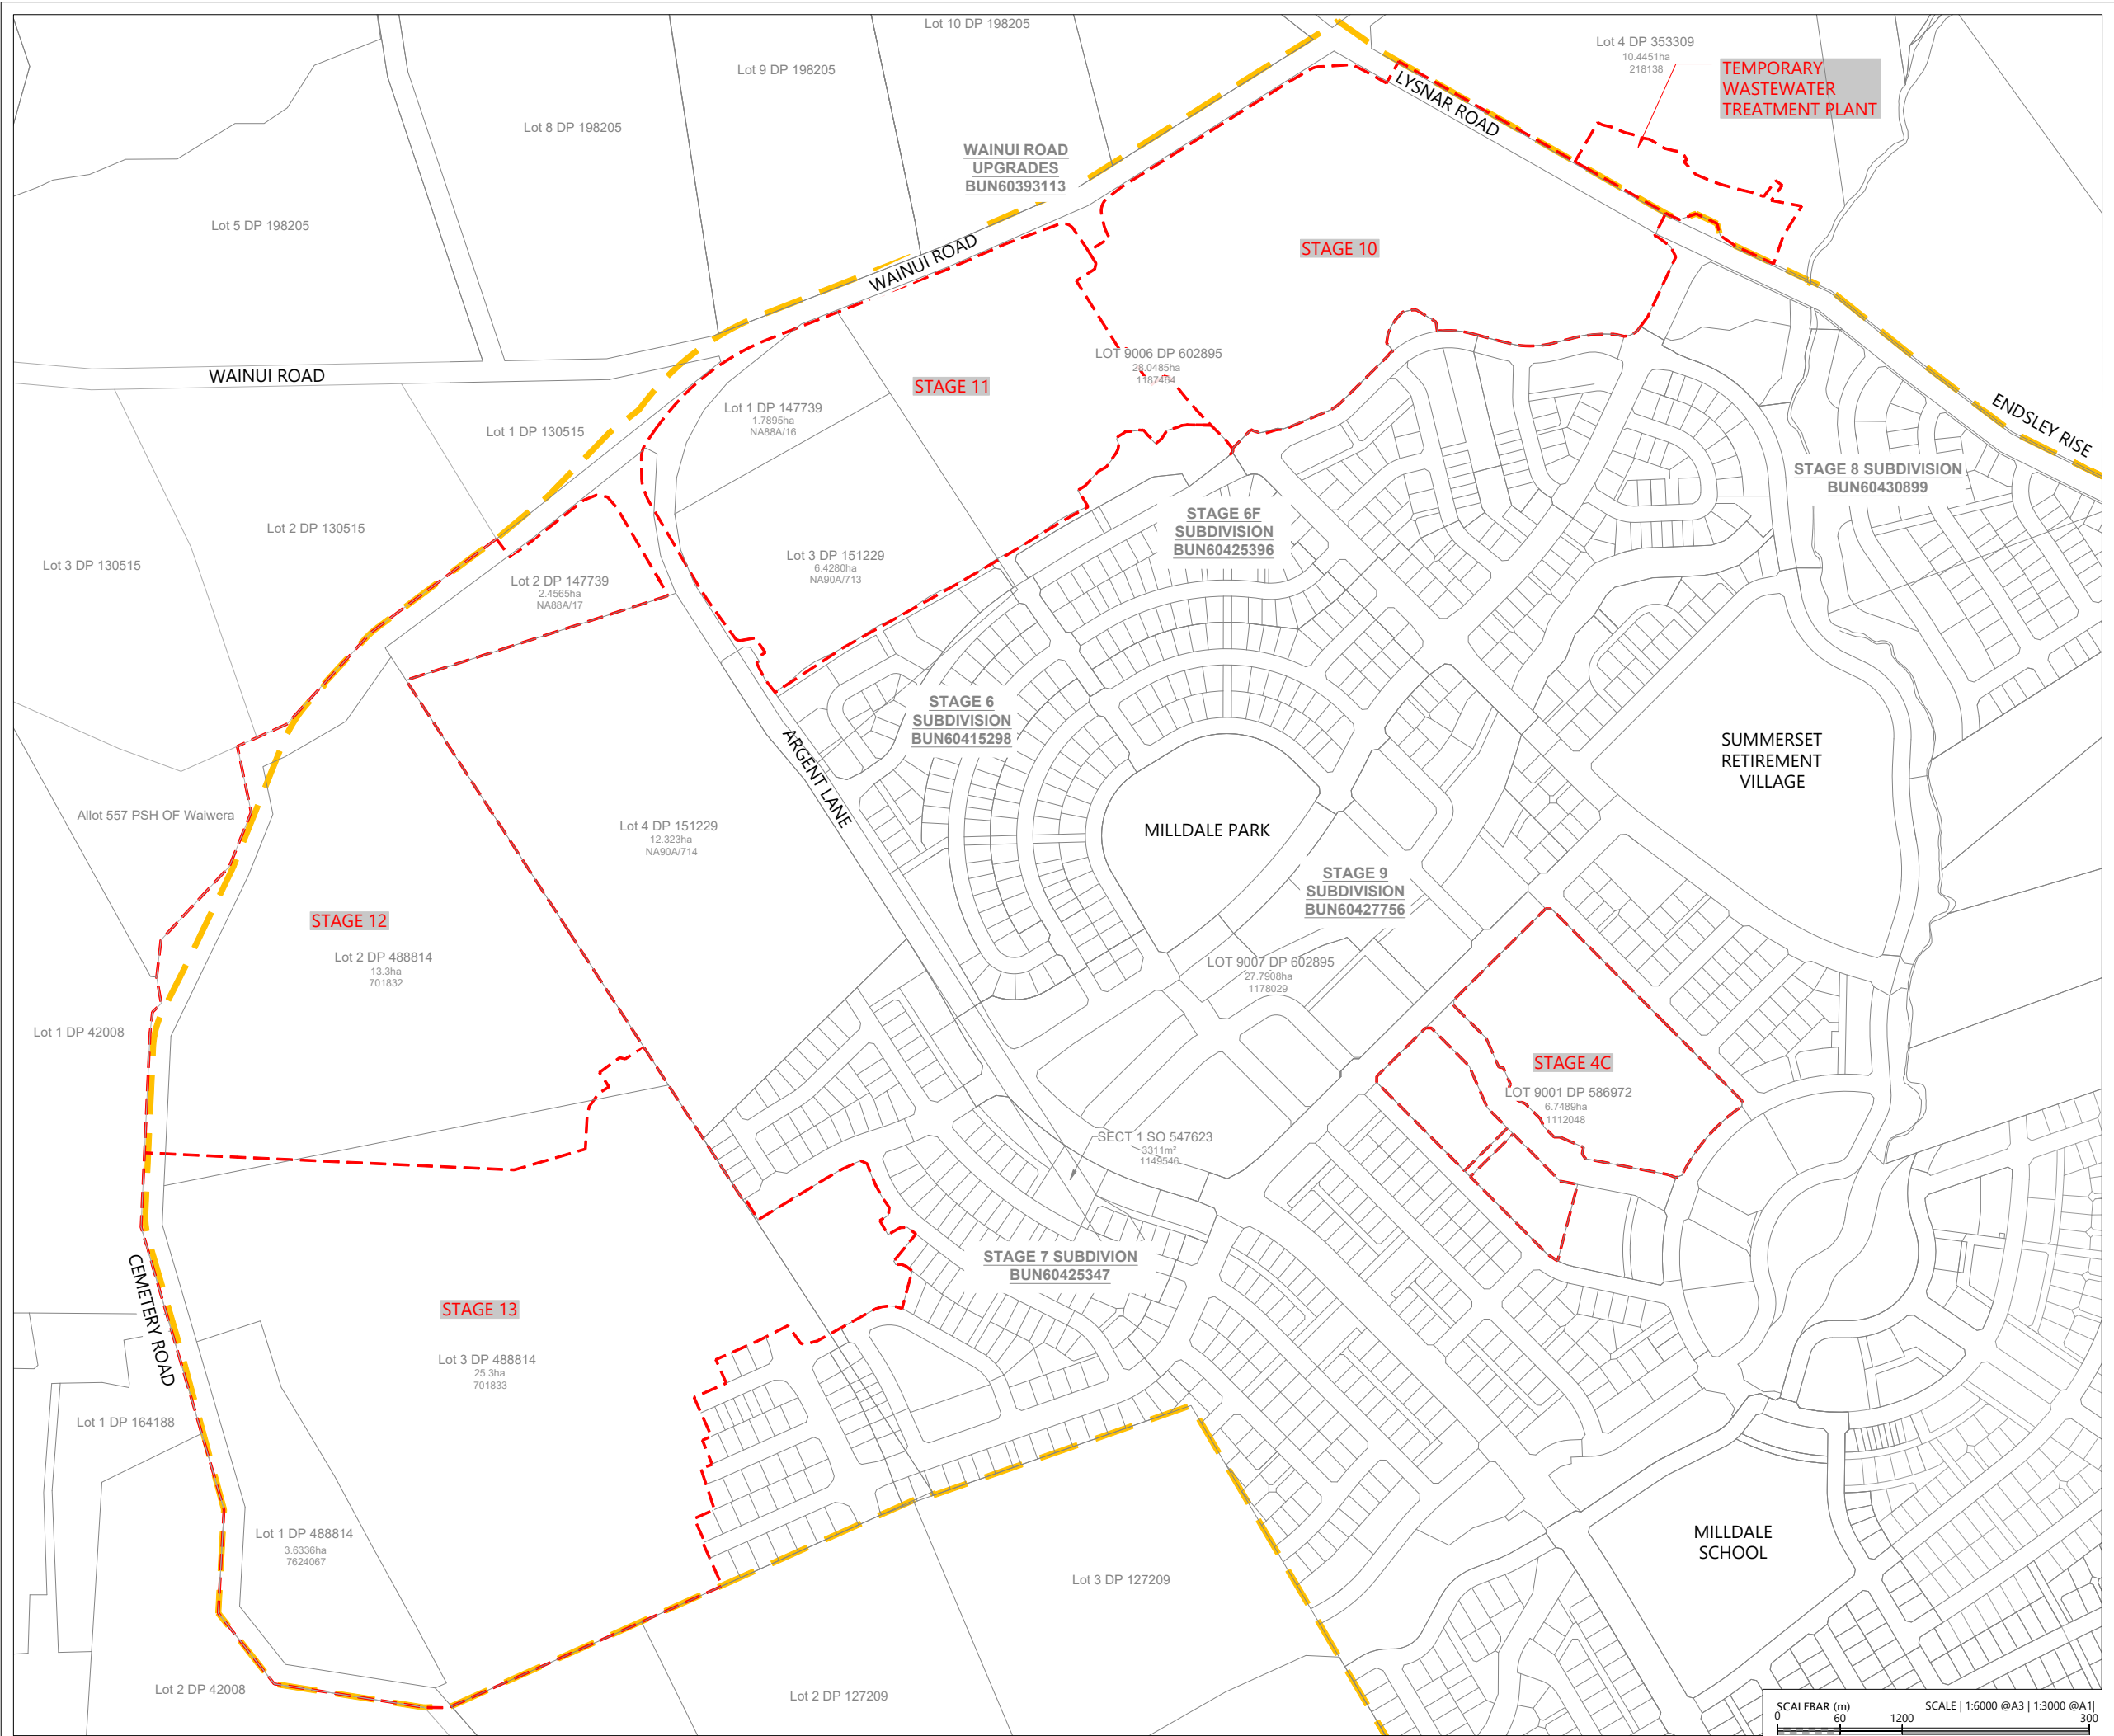 Lot 10 DP 198205
Lot 9 DP 198205
Lot 8 DP 198205
Lot 5 DP 198205
Lot 4 DP 353309
10.4451ha
218138
TEMPORARY
WASTEWATER
TREATMENT PLANT
LYSNAR ROAD
WAINUI ROAD
UPGRADES
BUN60393113
WAINUI ROAD
STAGE 10
WAINUI ROAD
STAGE 11
LOT 9006 DP 602895
28.0485ha
1187464
Lot 1 DP 147739
1.7895ha
NA88A/16
Lot 1 DP 130515
ENDSLEY RISE
STAGE 8 SUBDIVISION
BUN60430899
Lot 2 DP 130515
Lot 3 DP 130515
Lot 2 DP 147739
2.4565ha
NA88A/17
Lot 3 DP 151229
6.4280ha
NA90A/713
STAGE 6F
SUBDIVISION
BUN60425396
STAGE 6
SUBDIVISION
BUN60415298
SUMMERSET
RETIREMENT
VILLAGE
ARGENT LANE
Allot 557 PSH OF Waiwera
Lot 4 DP 151229
12.323ha
NA90A/714
MILLDALE PARK
STAGE 9
SUBDIVISION
BUN60427756
STAGE 12
Lot 2 DP 488814
13.3ha
701832
LOT 9007 DP 602895
27.7908ha
1178029
Lot 1 DP 42008
STAGE 4C
LOT 9001 DP 586972
6.7489ha
1112048
SECT 1 SO 547623
3311m²
1149546
STAGE 7 SUBDIVION
BUN60425347
CEMETERY ROAD
STAGE 13
Lot 3 DP 488814
25.3ha
701833
Lot 1 DP 164188
Lot 1 DP 488814
3.6336ha
7624067
MILLDALE
SCHOOL
Lot 3 DP 127209
Lot 2 DP 42008
Lot 2 DP 127209
SCALEBAR (m) SCALE | 1:6000 @A3 | 1:3000 @A1|
0 60 1200 300